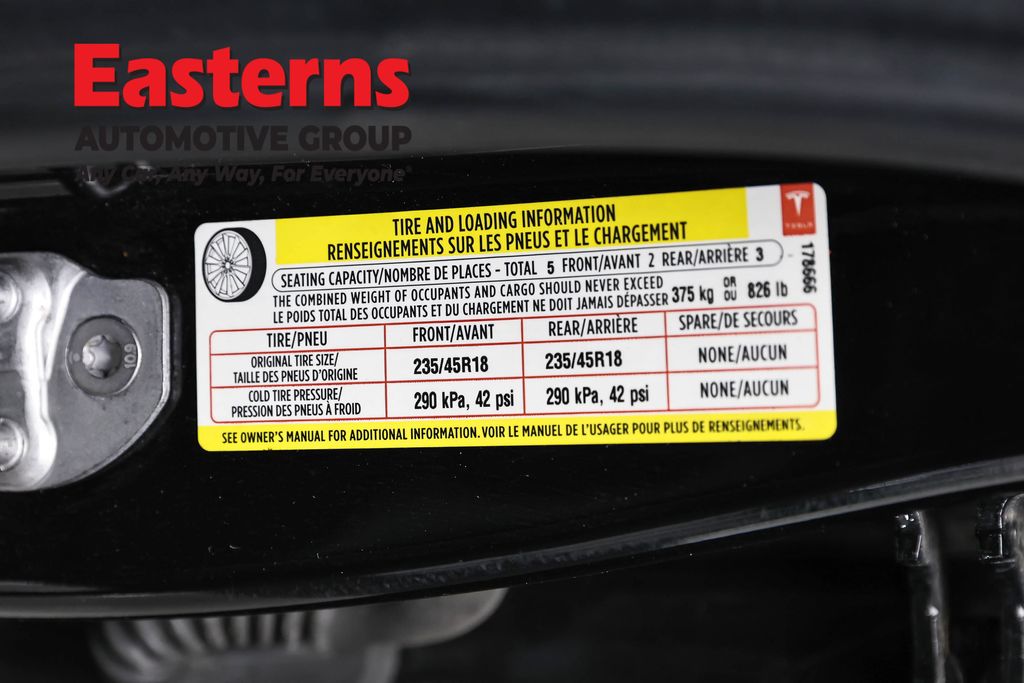 Easterns
AUTOMOTIVE GROUP
Any Car, Any Way, For Everyone®
TIRE AND LOADING INFORMATION
RENSEIGNEMENTS SUR LES PNEUS ET LE CHARGEMENT
TESLA
178666
SEATING CAPACITY/NOMBRE DE PLACES - TOTAL 5 FRONT/AVANT 2 REAR/ARRIÈRE 3
THE COMBINED WEIGHT OF OCCUPANTS AND CARGO SHOULD NEVER EXCEED
LE POIDS TOTAL DES OCCUPANTS ET DU CHARGEMENT NE DOIT JAMAIS DÉPASSER
375 kg OR OU 826 lb
TIRE/PNEU FRONT/AVANT REAR/ARRIÈRE SPARE/DE SECOURS
ORIGINAL TIRE SIZE/
TAILLE DES PNEUS D'ORIGINE
235/45R18 235/45R18 NONE/AUCUN
COLD TIRE PRESSURE/
PRESSION DES PNEUS À FROID
290 kPa, 42 psi 290 kPa, 42 psi NONE/AUCUN
SEE OWNER'S MANUAL FOR ADDITIONAL INFORMATION. VOIR LE MANUEL DE L'USAGER POUR PLUS DE RENSEIGNEMENTS.
10.9